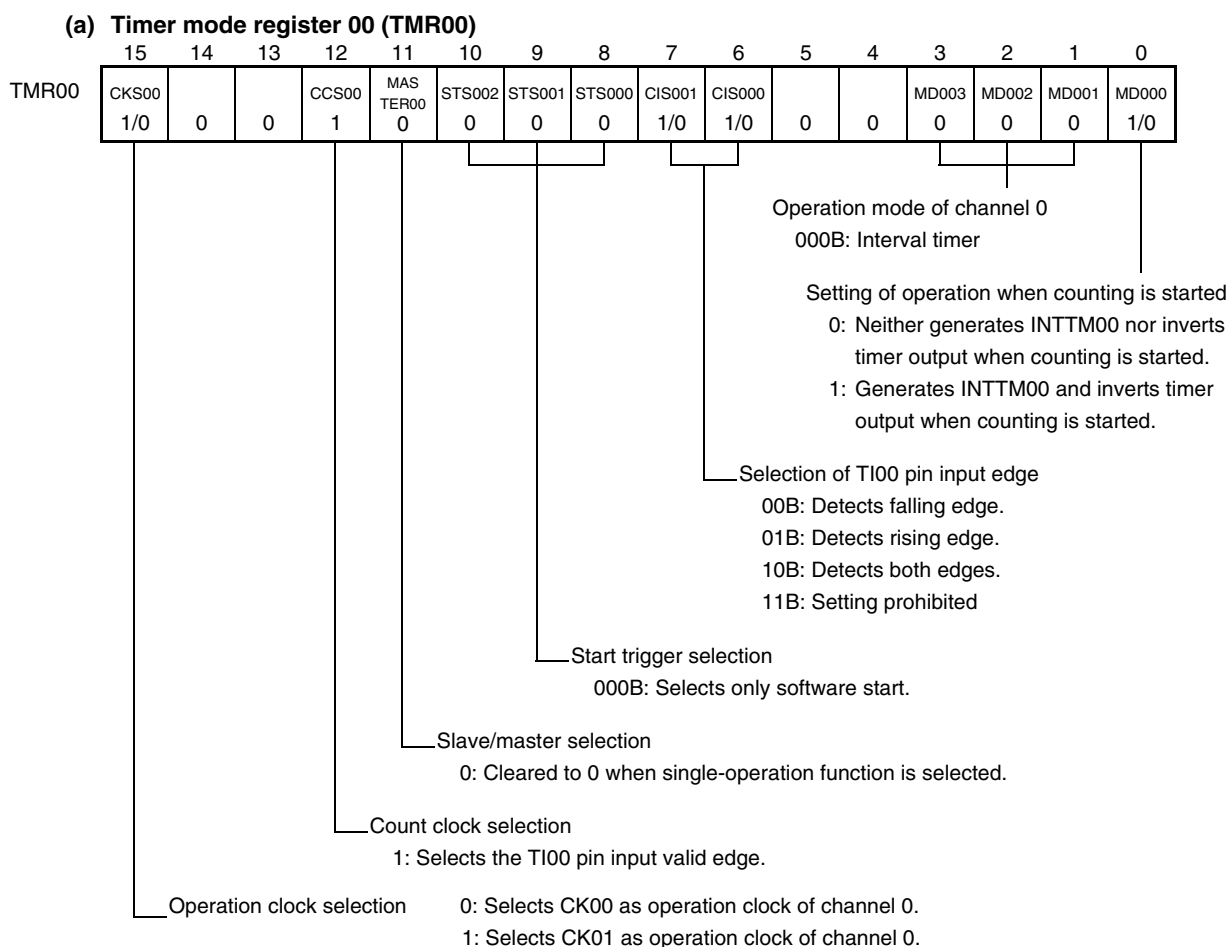 (a) Timer mode register 00 (TMR00)
15 14 13 12 11 10 9 8 7 6 5 4 3 2 1 0
TMR00 CKS00 CCS00 MAS TER00 STS002 STS001 STS000 CIS001 CIS000 MD003 MD002 MD001 MD000
1/0 0 0 1 0 0 0 0 1/0 1/0 0 0 0 0 0 1/0
Operation mode of channel 0
000B: Interval timer
Setting of operation when counting is started
0: Neither generates INTTM00 nor inverts
timer output when counting is started.
1: Generates INTTM00 and inverts timer
output when counting is started.
Selection of TI00 pin input edge
00B: Detects falling edge.
01B: Detects rising edge.
10B: Detects both edges.
11B: Setting prohibited
Start trigger selection
000B: Selects only software start.
Slave/master selection
0: Cleared to 0 when single-operation function is selected.
Count clock selection
1: Selects the TI00 pin input valid edge.
Operation clock selection 0: Selects CK00 as operation clock of channel 0.
1: Selects CK01 as operation clock of channel 0.